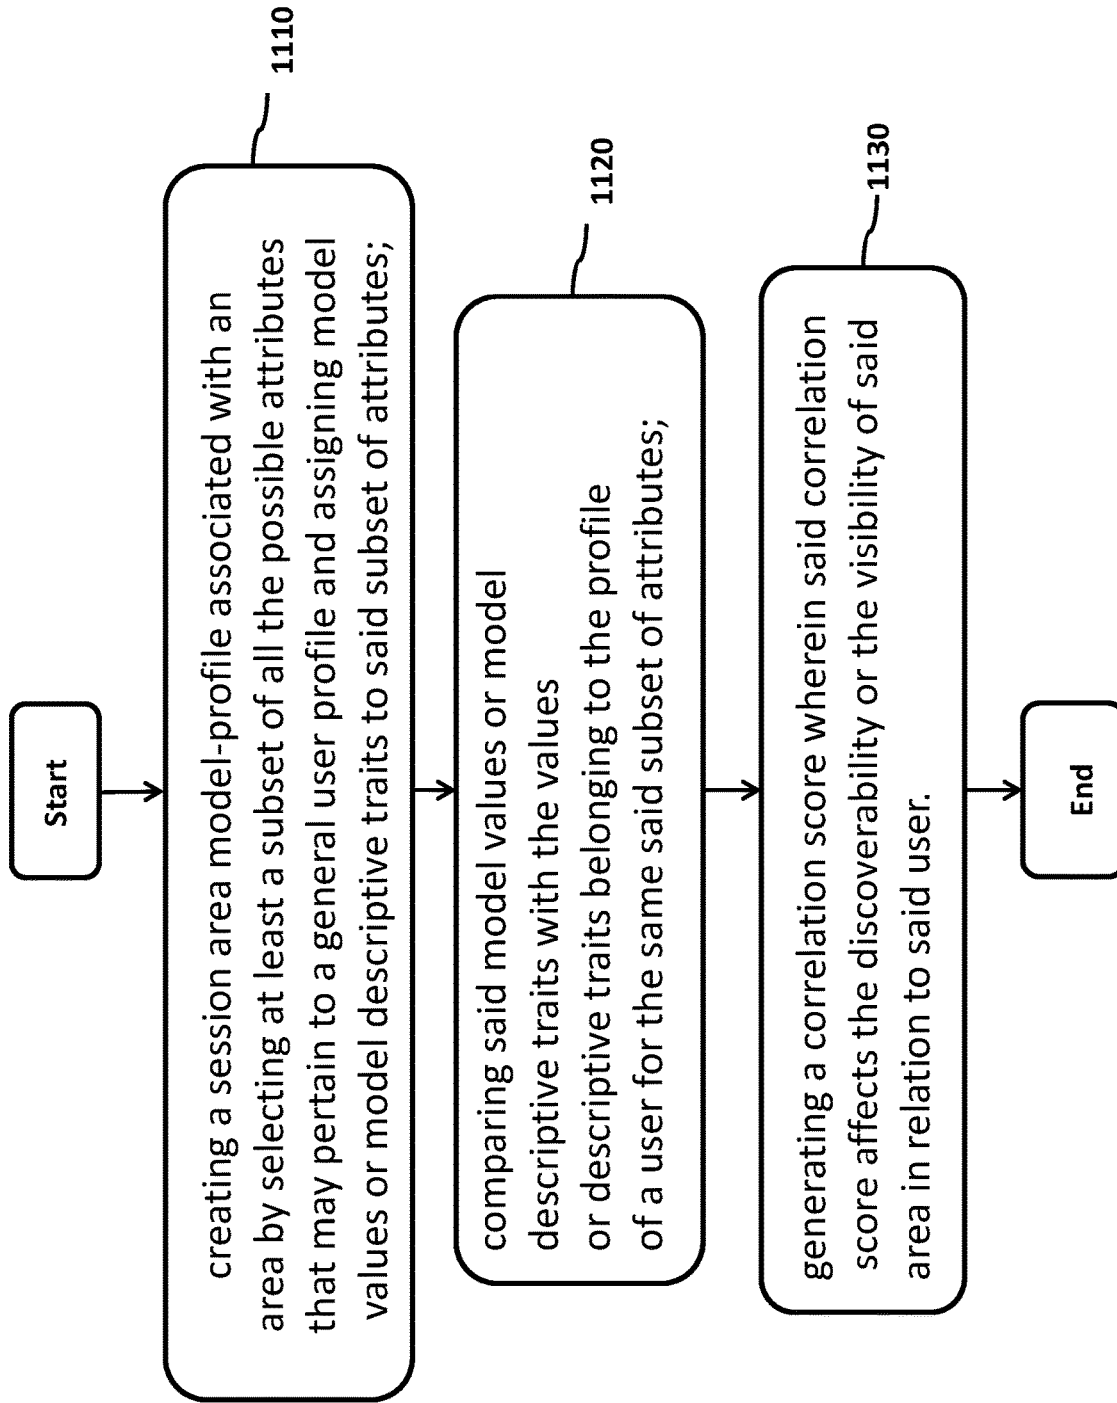 Start
creating a session area model-profile associated with an
area by selecting at least a subset of all the possible attributes
that may pertain to a general user profile and assigning model
values or model descriptive traits to said subset of attributes;
1110
comparing said model values or model
descriptive traits with the values
or descriptive traits belonging to the profile
of a user for the same said subset of attributes;
1120
generating a correlation score wherein said correlation
score affects the discoverability or the visibility of said
area in relation to said user.
1130
End